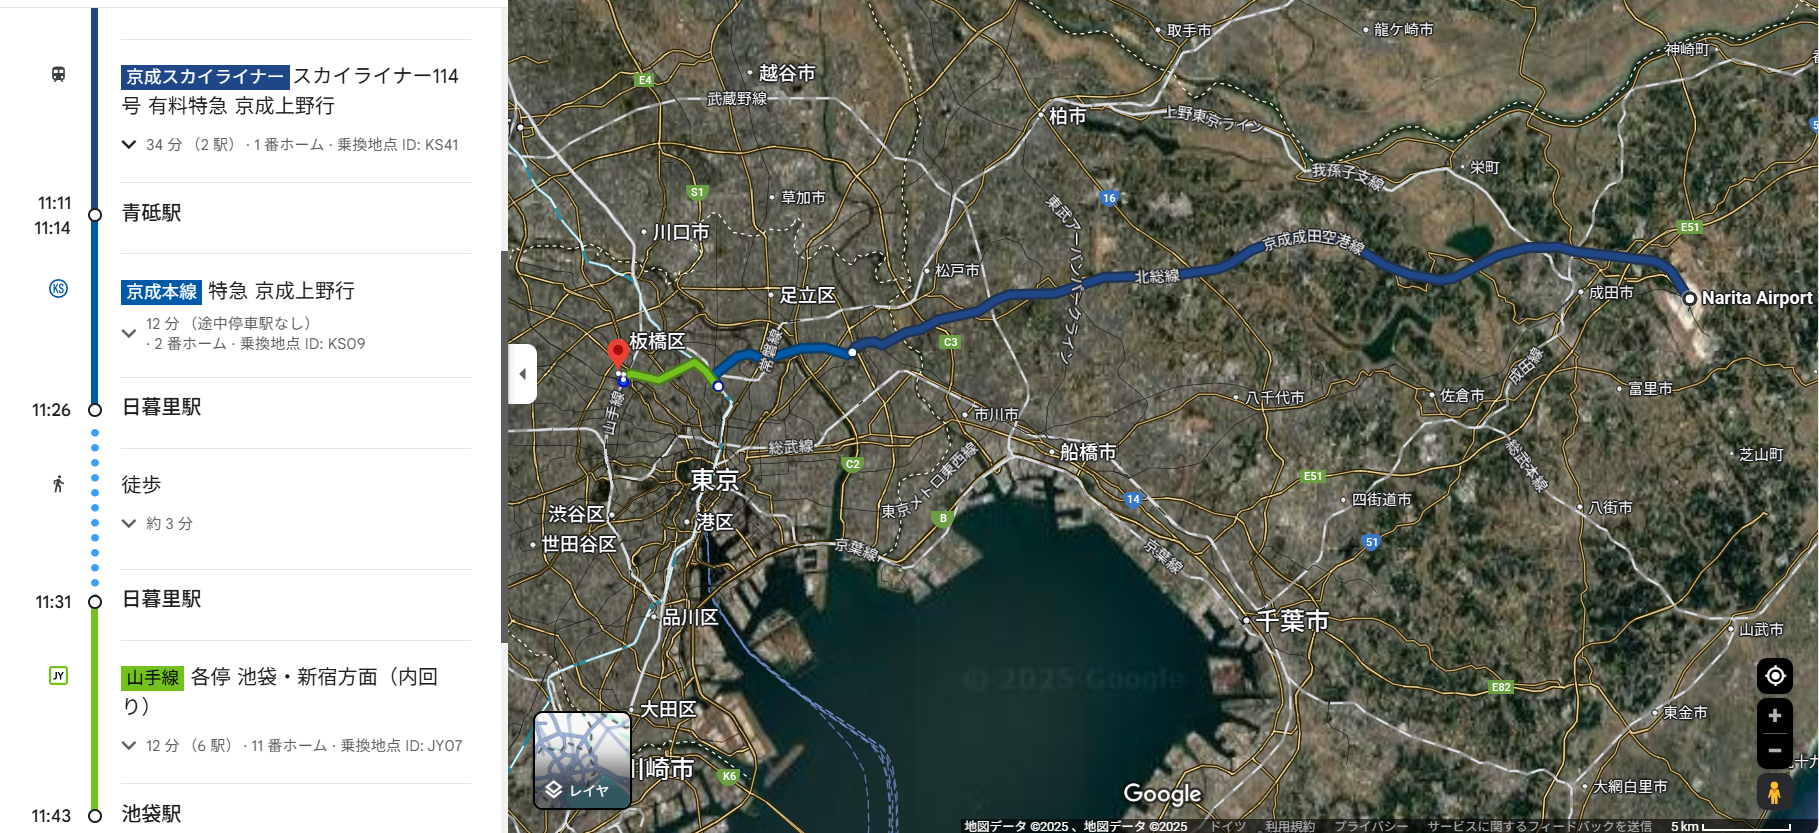 京成スカイライナー スカイライナー114
号 有料特急 京成上野行
34 分 （2 駅） · 1 番ホーム · 乗換地点 ID: KS41
11:11
11:14
青砥駅
KS
京成本線 特急 京成上野行
12 分 （途中停車駅なし）
· 2 番ホーム · 乗換地点 ID: KS09
11:26
日暮里駅
徒歩
約 3 分
11:31
日暮里駅
JY
山手線 各停 池袋・新宿方面（内回
り）
12 分 （6 駅） · 11 番ホーム · 乗換地点 ID: JY07
11:43
池袋駅
取手市
龍ケ崎市
神崎町
越谷市
E4
武蔵野線
柏市
上野東京ライン
栄町
我孫子支線
S1
草加市
16
東武アーバンパークライン
川口市
E51
京成成田空港線
松戸市
北総線
足立区
成田市
Narita Airport
板橋区
常磐線
C3
成田線
富里市
山手線
市川市
八千代市
佐倉市
総武線
船橋市
総武本線
芝山町
C2
東京
東京メトロ東西線
E51
14
四街道市
八街市
渋谷区
港区
B
世田谷区
京葉線
京葉線
51
品川区
千葉市
山武市
© 2025 Google
E82
大田区
東金市
川崎市
K6
レイヤ
大網白里市
Google
地図データ ©2025 、地図データ ©2025
ドイツ
利用規約
プライバシー
サービスに関するフィードバックを送信
5 km